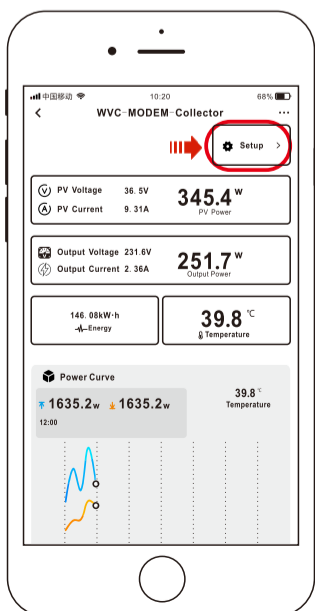 中国移动 10:20 68%
WVC-MODEM-Collector ...
Setup >
V PV Voltage 36. 5V
A PV Current 9. 31A
345.4 W
PV Power
Output Voltage 231.6V
Output Current 2. 36A
251.7 W
Output Power
146. 08kW·h
Energy
39.8 ℃
Temperature
Power Curve
1635.2w 1635.2w
12:00
39.8 ℃
Temperature